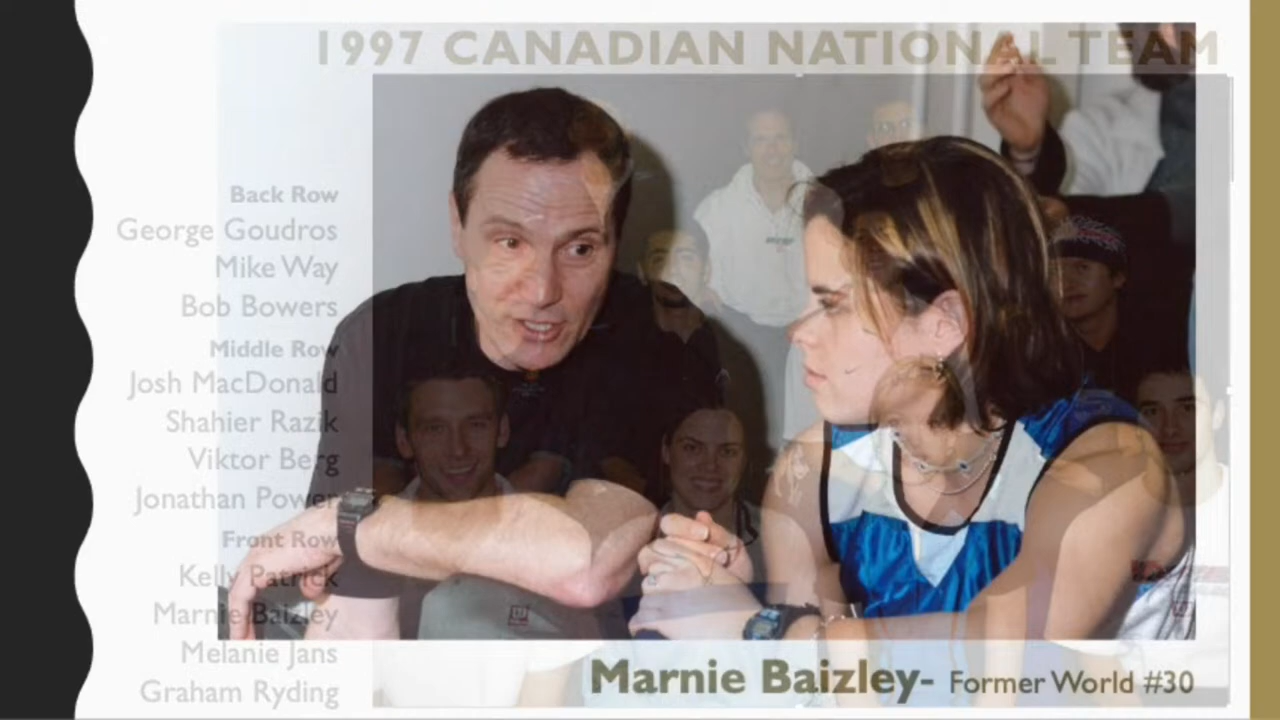 1997 CANADIAN NATIONAL TEAM
Back Row
George Goudros
Mike Way
Bob Bowers
Middle Row
Josh MacDonald
Shahier Razik
Viktor Berg
Jonathan Power
Front Row
Kelly Patrick
Marnie Baizley
Melanie Jans
Graham Ryding
Marnie Baizley- Former World #30